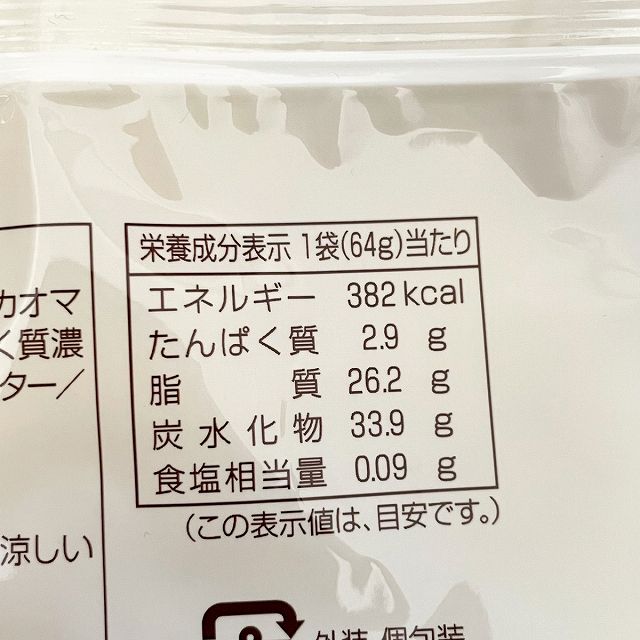 カオマ
く質濃
ター／
涼しい
栄養成分表示 1袋(64g)当たり
エネルギー 382kcal
たんぱく質 2.9 g
脂質 26.2 g
炭水化物 33.9 g
食塩相当量 0.09 g
(この表示値は、目安です。)
外装・個包装